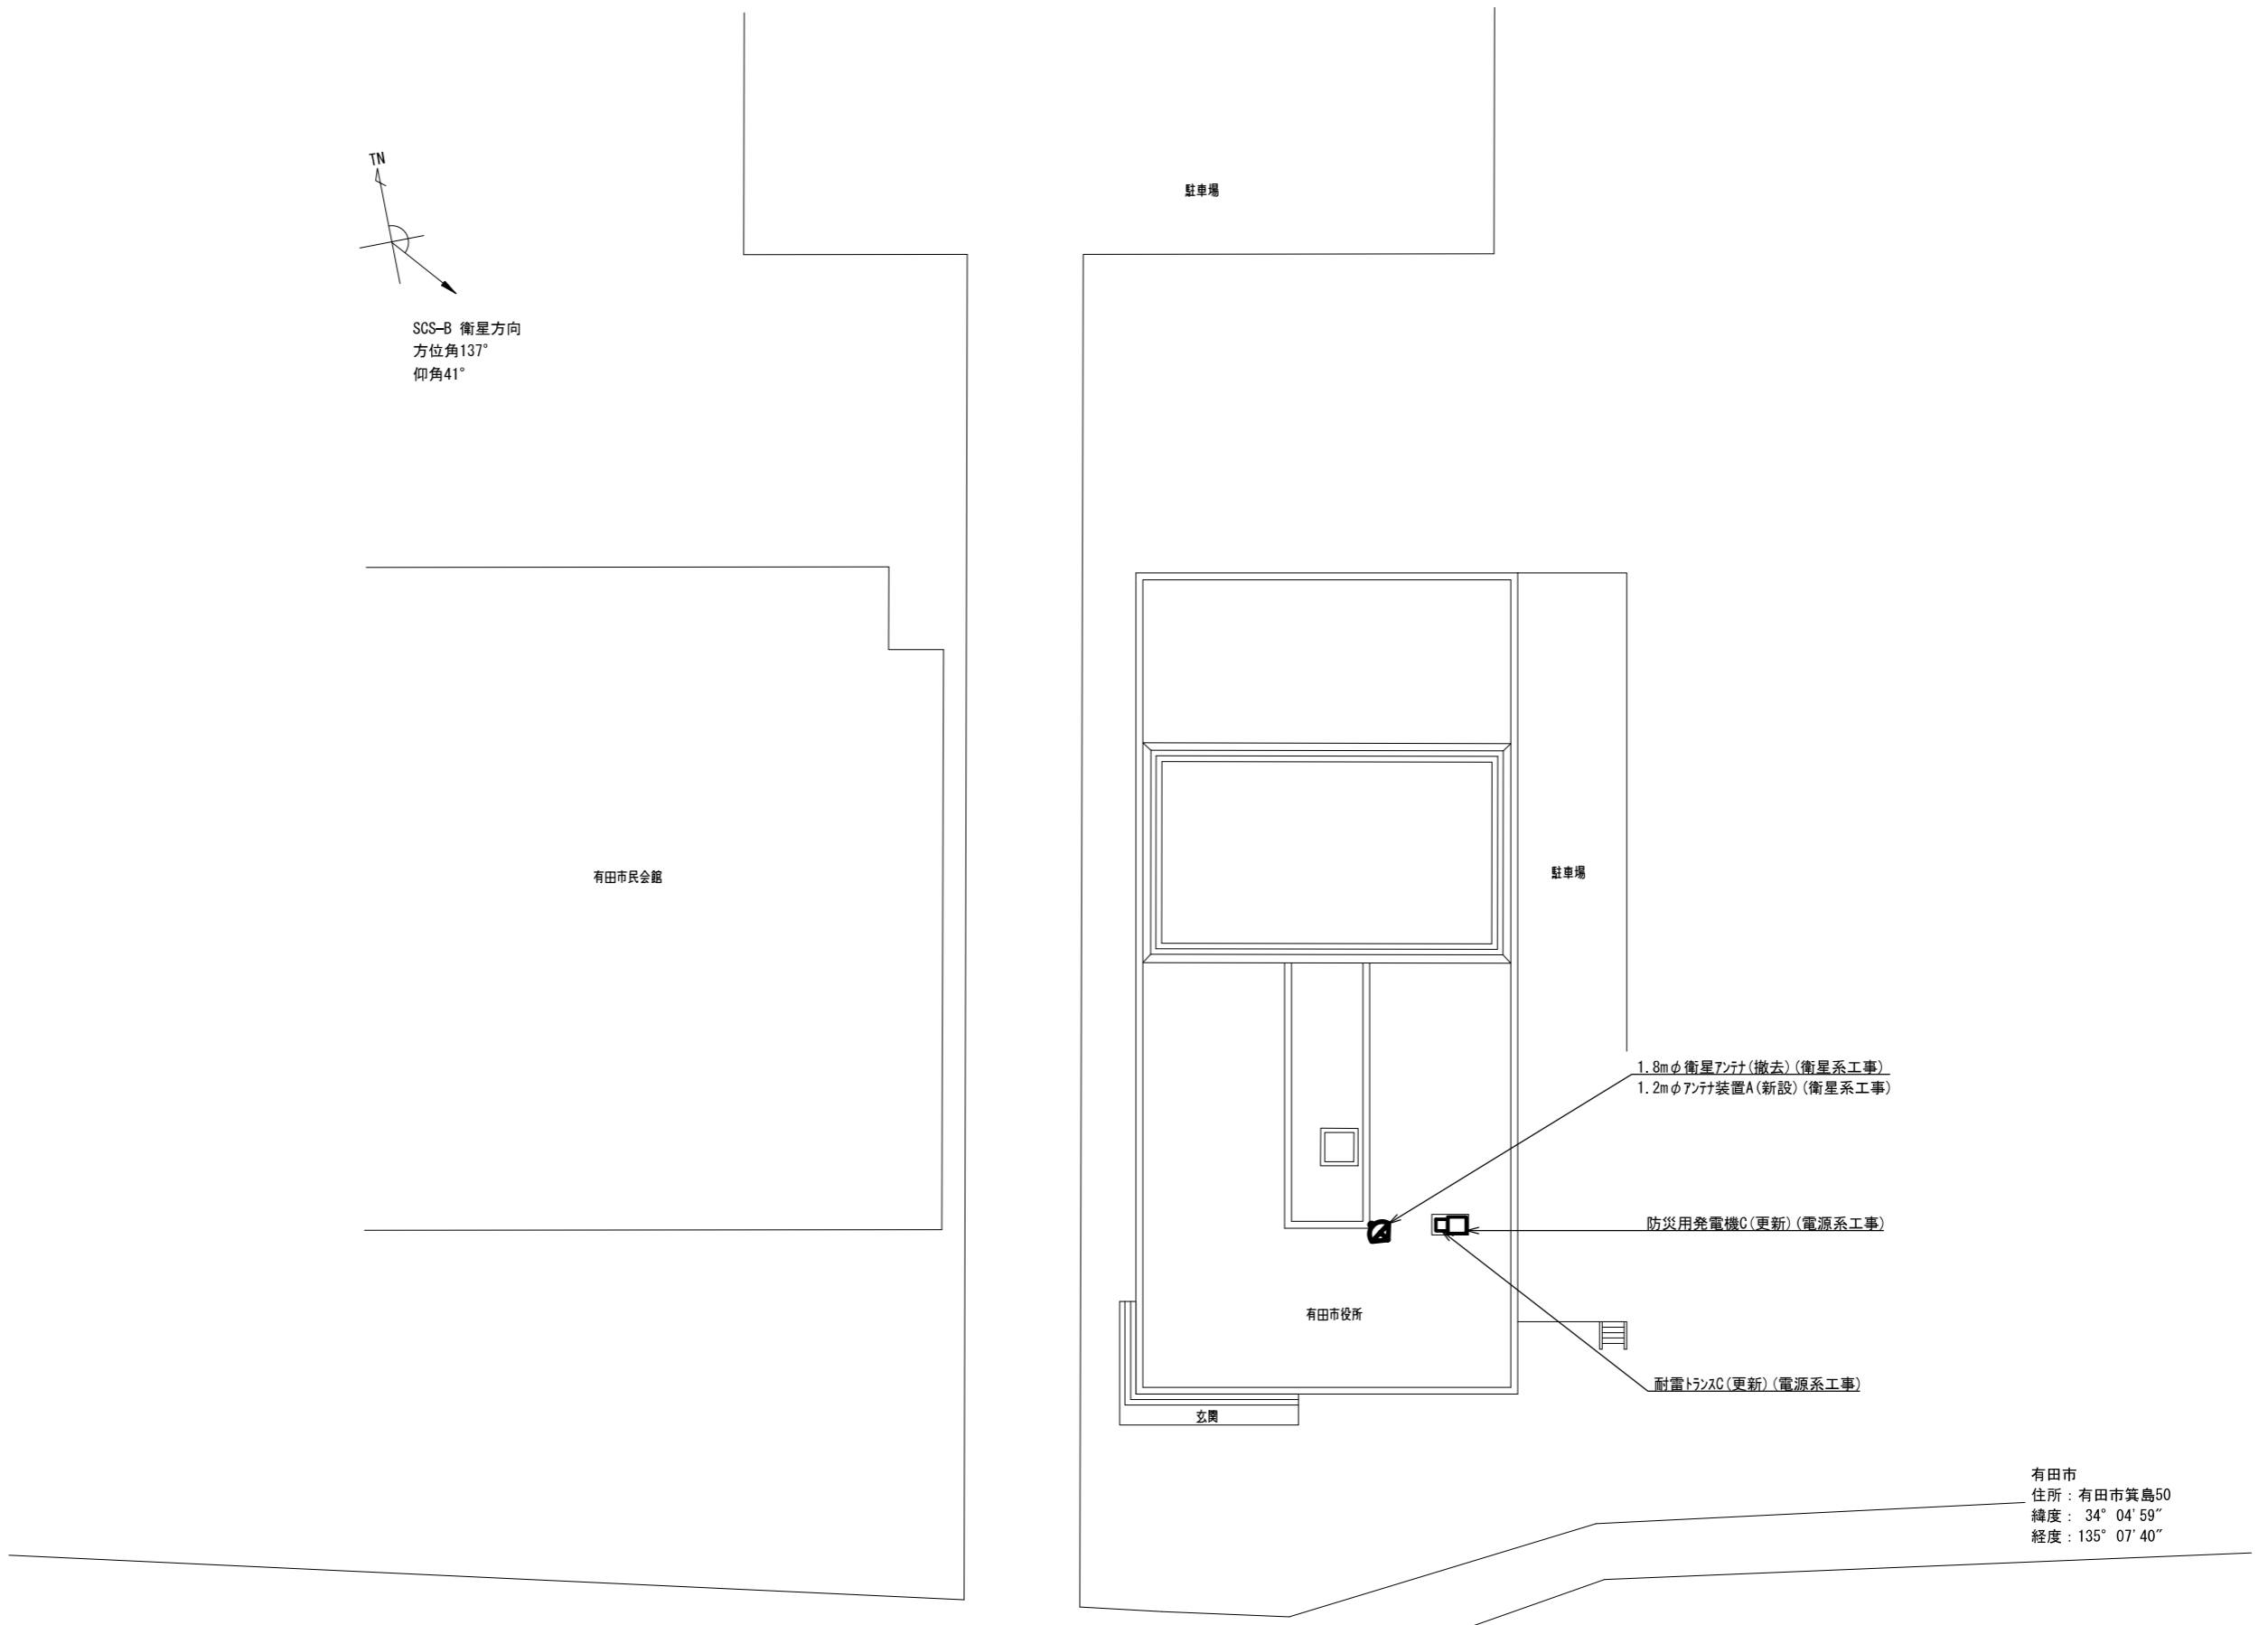 TN
駐車場
SCS-B 衛星方向
方位角137°
仰角41°
有田市民会館
駐車場
1.8mφ衛星ｱﾝﾃﾅ(撤去)(衛星系工事)
1.2mφｱﾝﾃﾅ装置A(新設)(衛星系工事)
防災用発電機C(更新)(電源系工事)
有田市役所
耐雷ﾄﾗﾝｽC(更新)(電源系工事)
玄関
有田市
住所：有田市箕島50
緯度： 34°04'59″
経度：135°07'40″